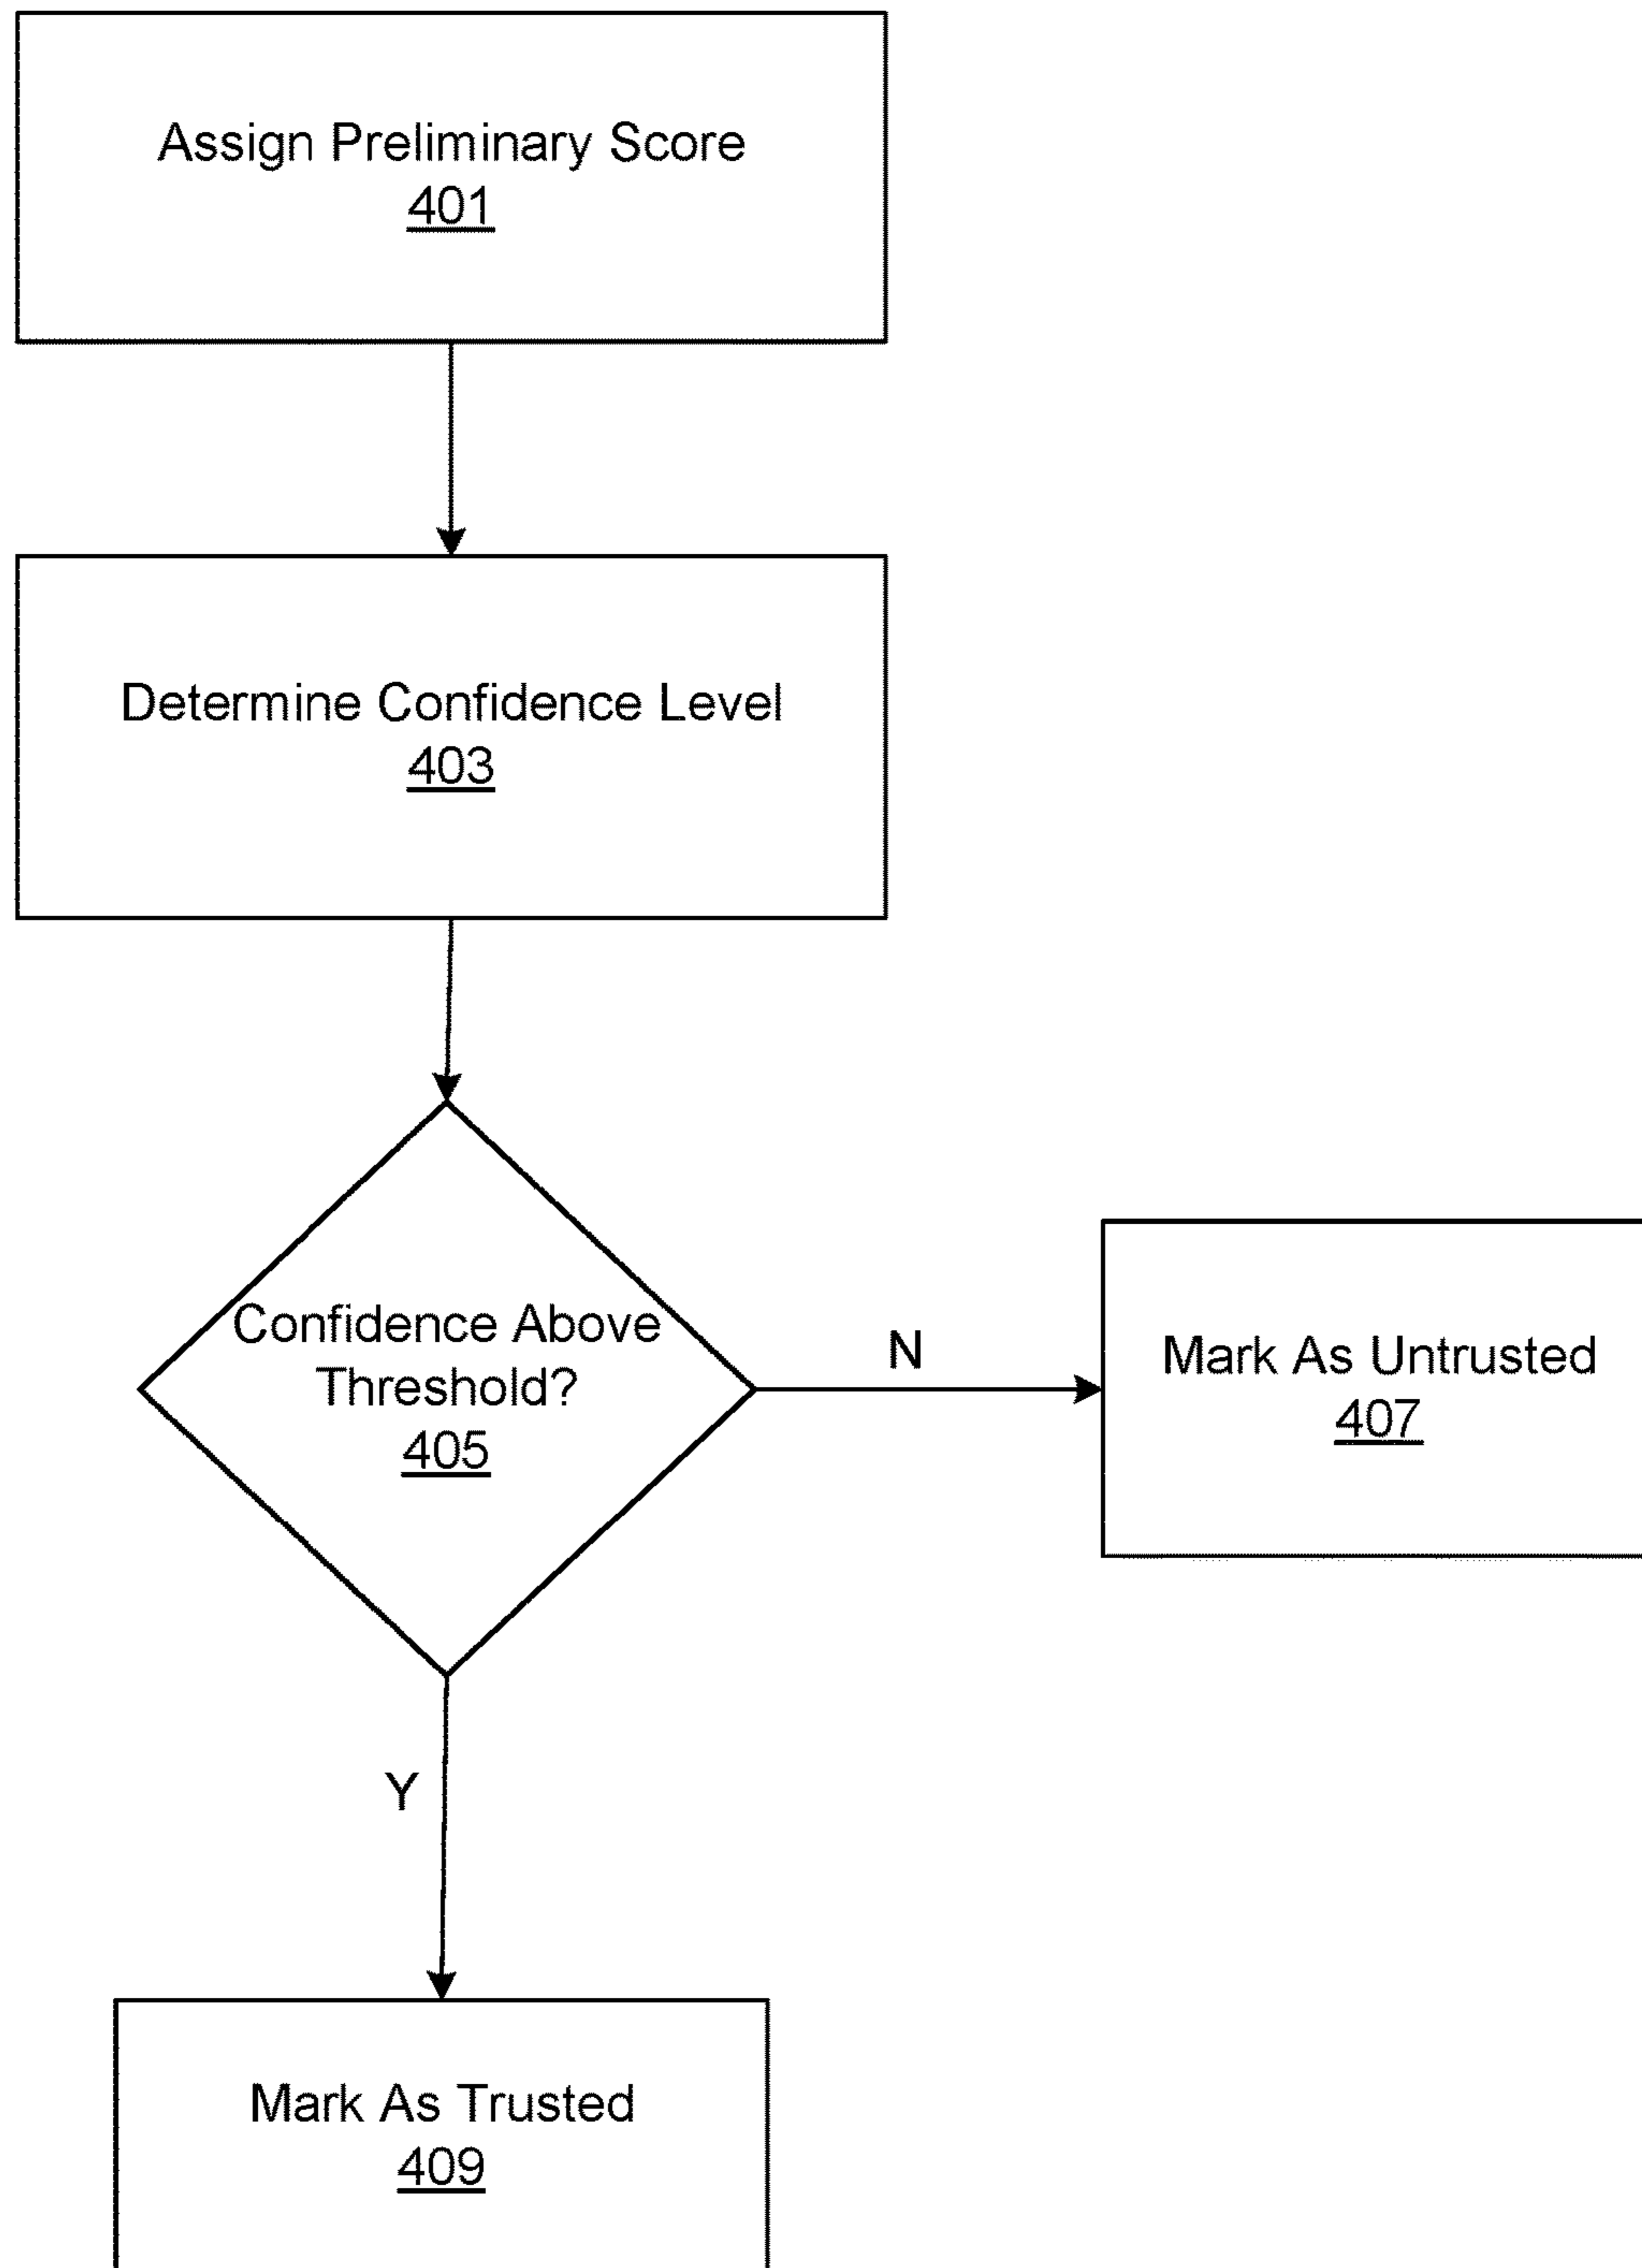 Assign Preliminary Score
401
Determine Confidence Level
403
Confidence Above
Threshold?
405
N
Mark As Untrusted
407
Y
Mark As Trusted
409